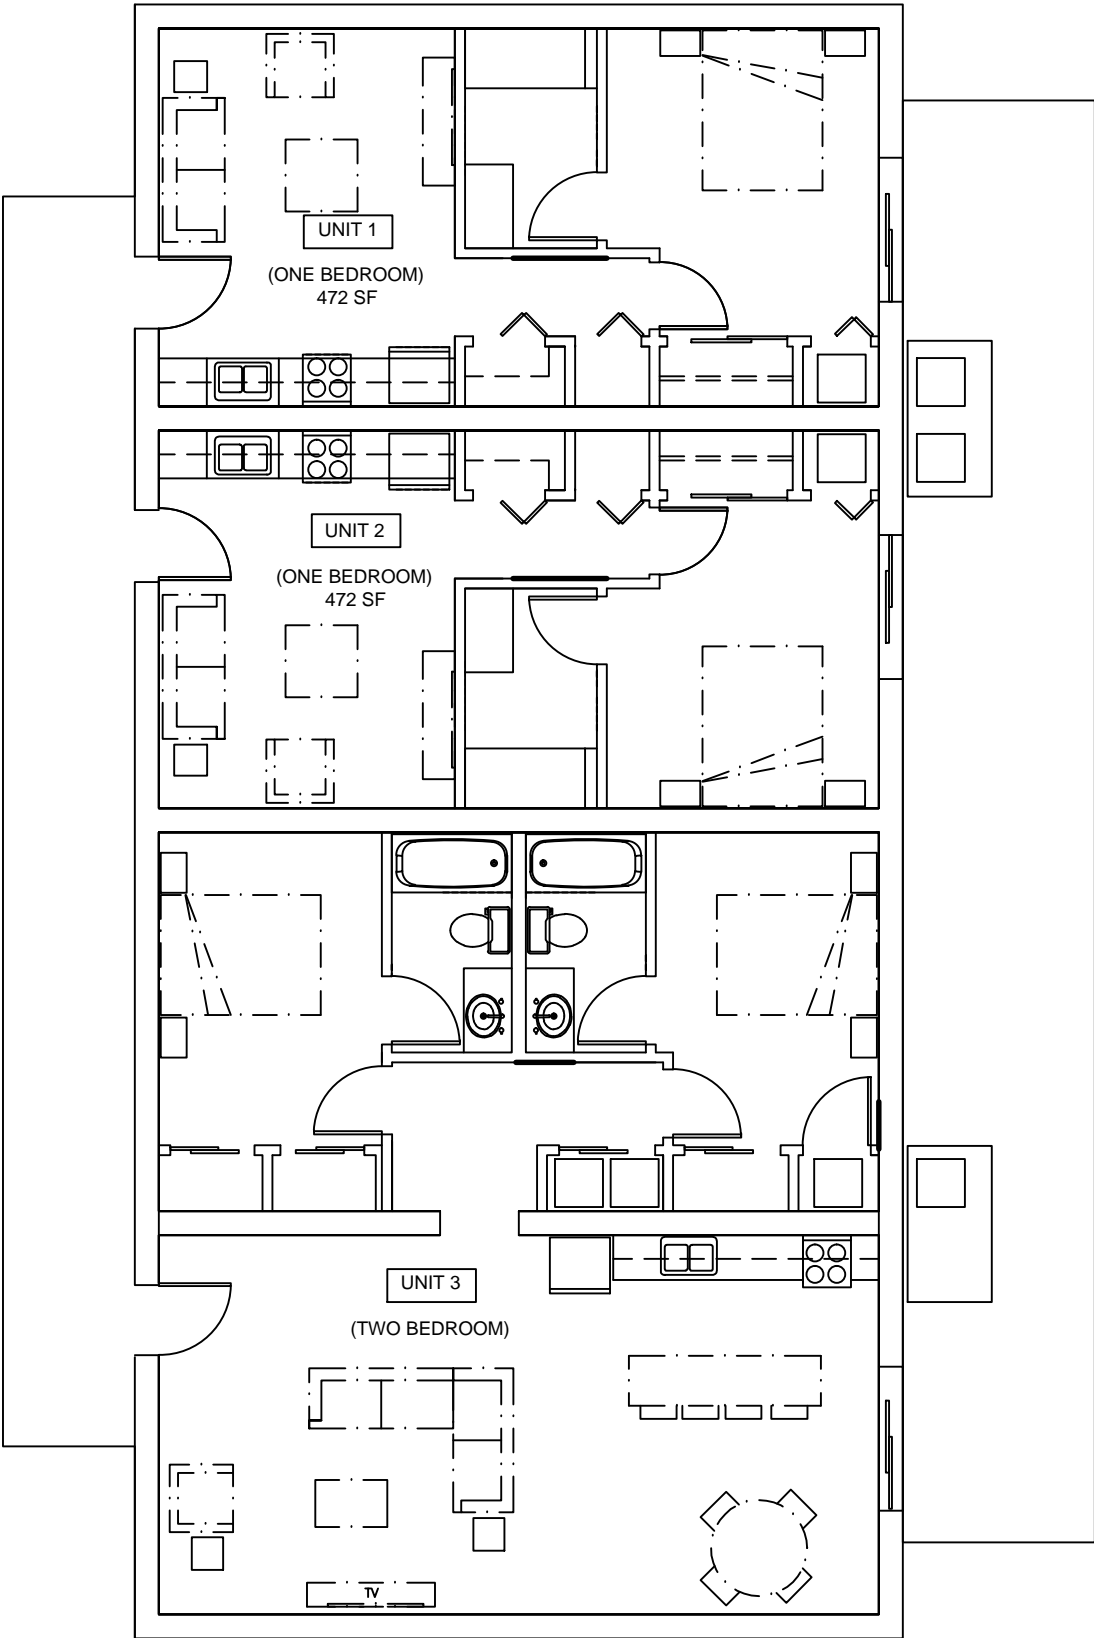 UNIT 1
(ONE BEDROOM)
472 SF
UNIT 2
(ONE BEDROOM)
472 SF
UNIT 3
(TWO BEDROOM)
TV